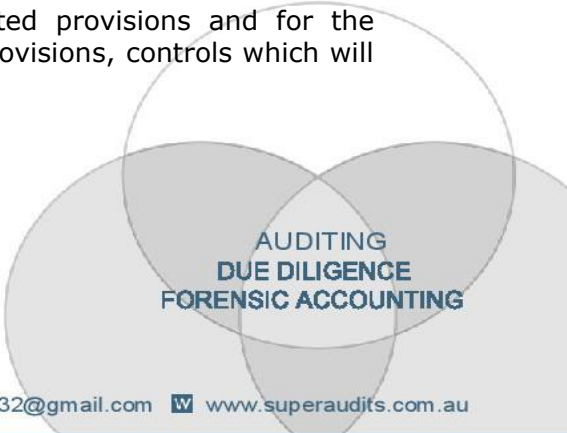 ted provisions and for the
ovisions, controls which will
AUDITING
DUE DILIGENCE
FORENSIC ACCOUNTING
32@gmail.com W www.superaudits.com.au